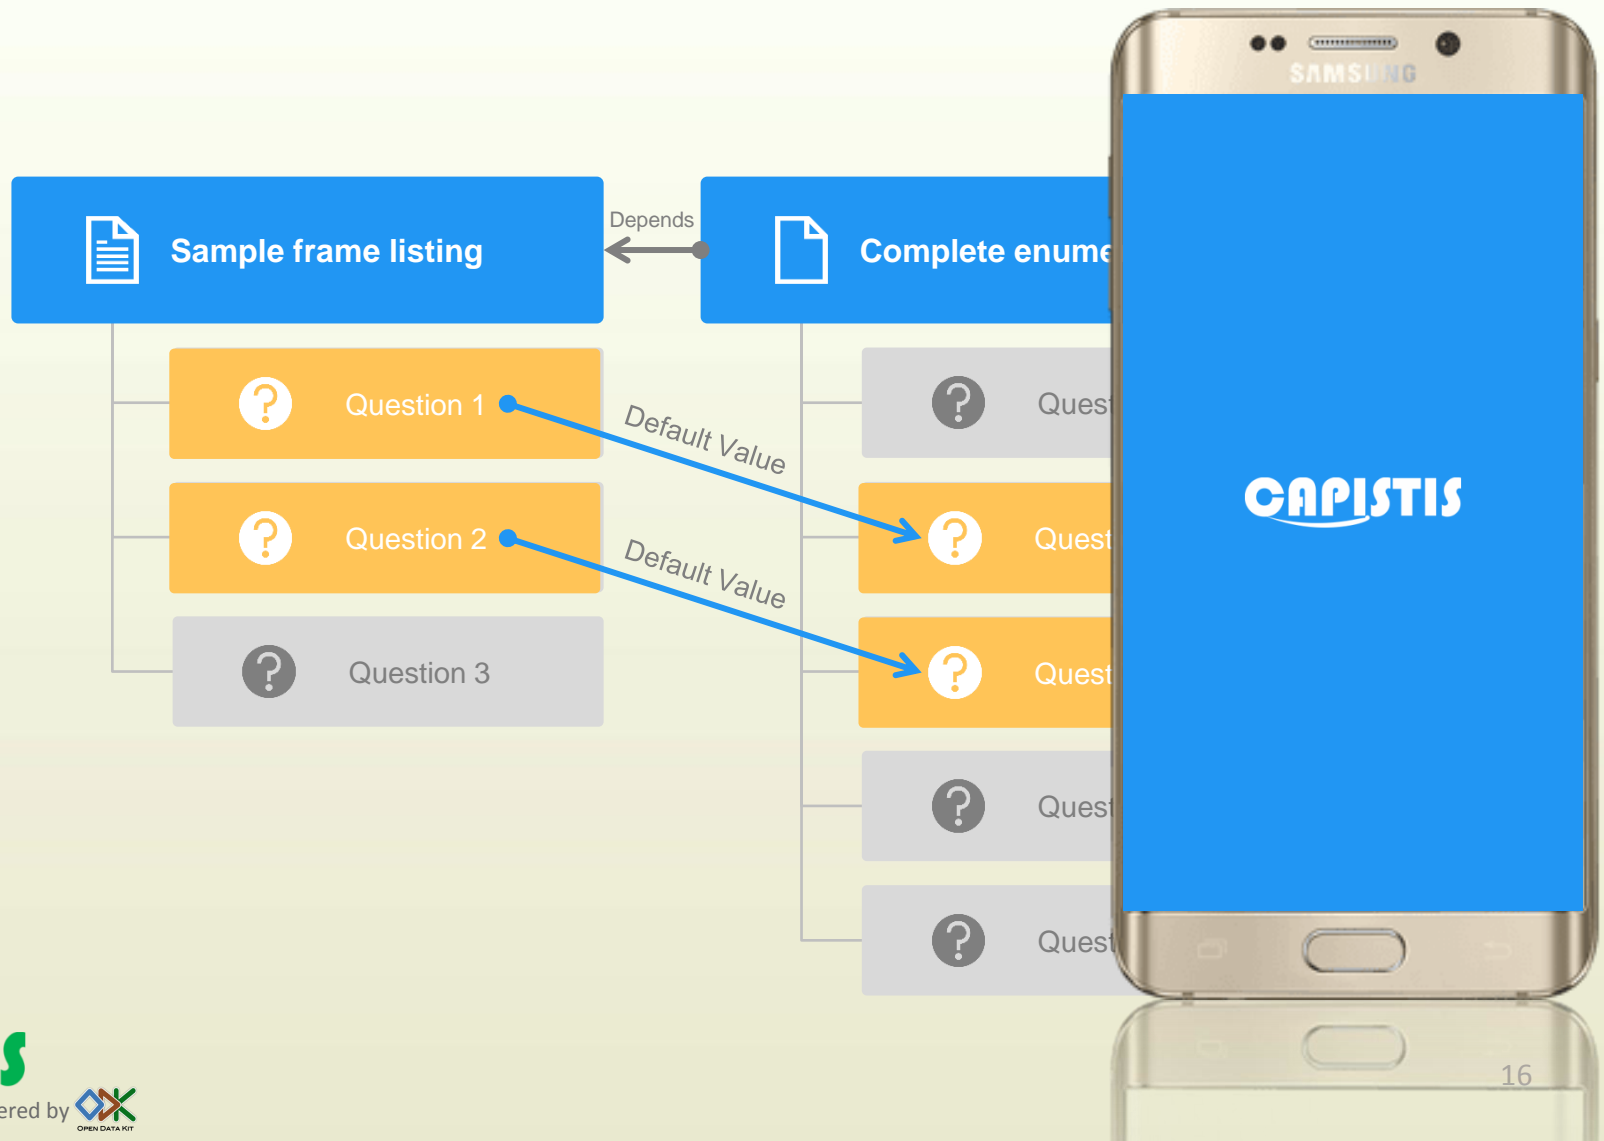 SAMSUNG
Sample frame listing
Depends
Complete enume
Question 1
Default Value
Quest
Question 2
Default Value
Quest
Question 3
Quest
Quest
Quest
CAPISTIS
S
ered by
OPEN DATA KIT
16